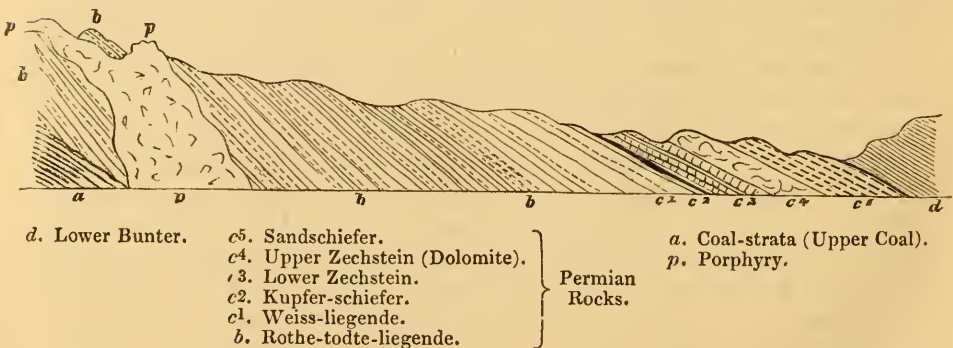 p b p
b
a p b b c1 c2 c3 c4 c5 d
d. Lower Bunter.
c5. Sandschiefer.
c4. Upper Zechstein (Dolomite).
c3. Lower Zechstein.
c2. Kupfer-schiefer.
c1. Weiss-liegende.
b. Rothe-todte-liegende.
Permian
Rocks.
a. Coal-strata (Upper Coal).
p. Porphyry.